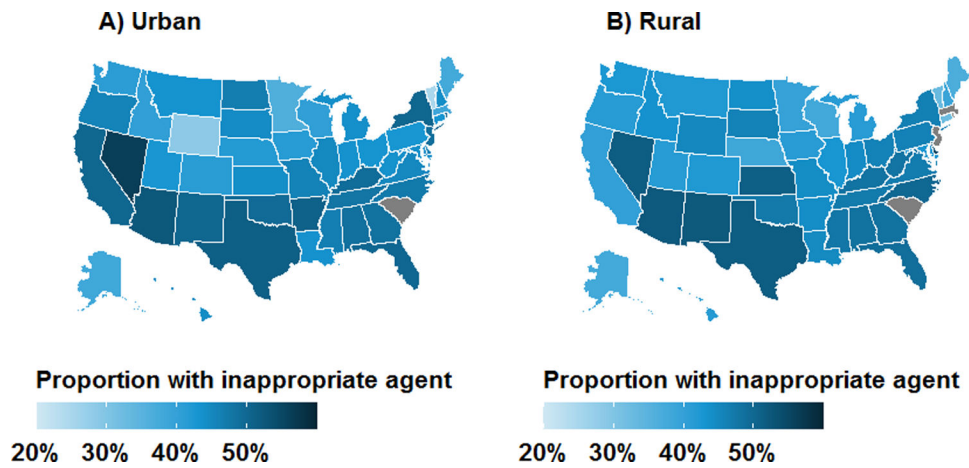 A) Urban
B) Rural
Proportion with inappropriate agent
20% 30% 40% 50%
Proportion with inappropriate agent
20% 30% 40% 50%